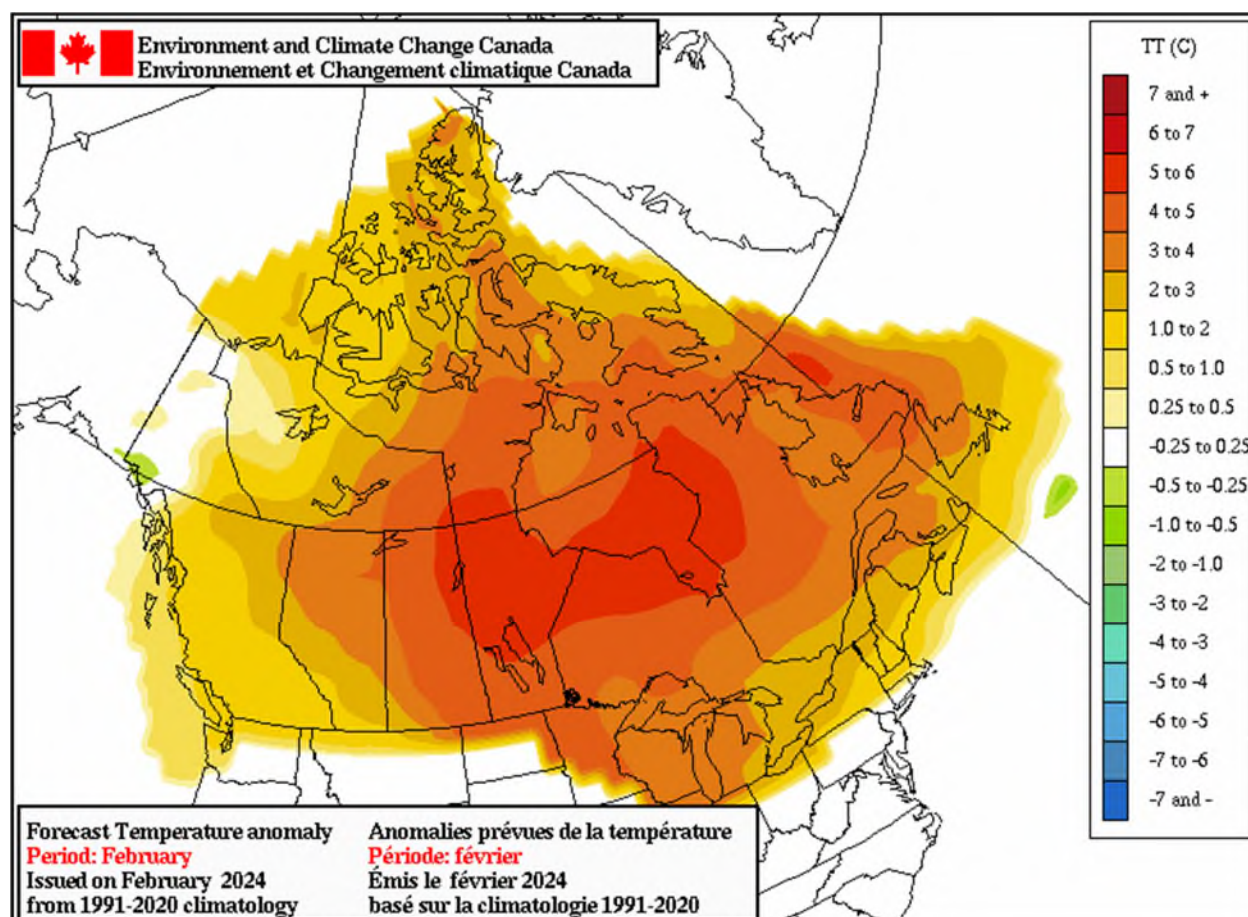 Environment and Climate Change Canada
Environnement et Changement climatique Canada
TT (C)
7 and +
6 to 7
5 to 6
4 to 5
3 to 4
2 to 3
1.0 to 2
0.5 to 1.0
0.25 to 0.5
-0.25 to 0.25
-0.5 to -0.25
-1.0 to -0.5
-2 to -1.0
-3 to -2
-4 to -3
-5 to -4
-6 to -5
-7 to -6
-7 and -
Forecast Temperature anomaly
Period: February
Issued on February 2024
from 1991-2020 climatology
Anomalies prévues de la température
Période: février
Émis le février 2024
basé sur la climatologie 1991-2020